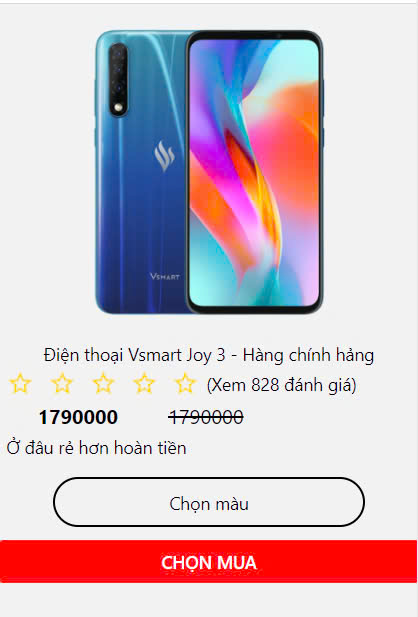 VSMART
Điện thoại Vsmart Joy 3 - Hàng chính hảng
(Xem 828 đánh giá)
1790000 1790000
Ở đâu rẻ hơn hoàn tiền
Chọn màu
CHỌN MUA